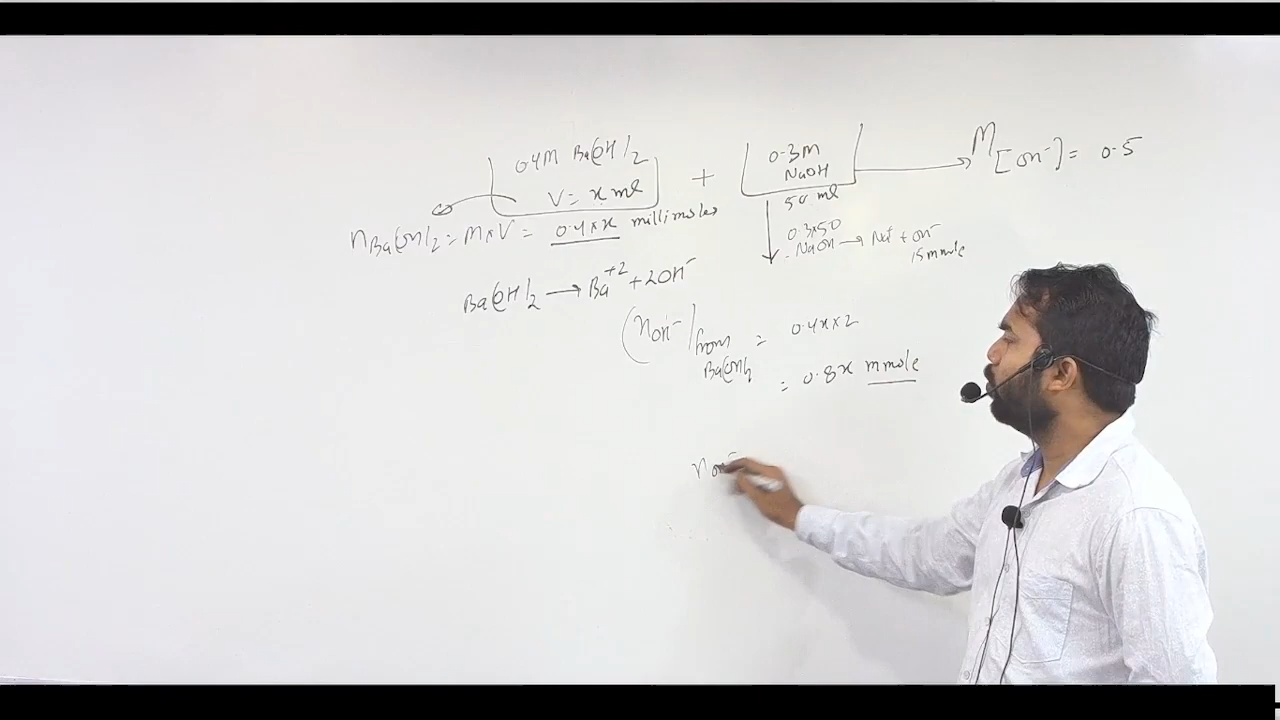 0.4M Ba(OH)2
V = x ml
+
0.3M
NaOH
50 ml
M[OH-] = 0.5
nBa(OH)2 = M×V = 0.4×x millimoles
0.3×50
NaOH → Na+ + OH-
15 mmole
Ba(OH)2 → Ba+2 + 2OH-
(nOH-) from Ba(OH)2 = 0.4x×2
= 0.8x mmole
nOH-